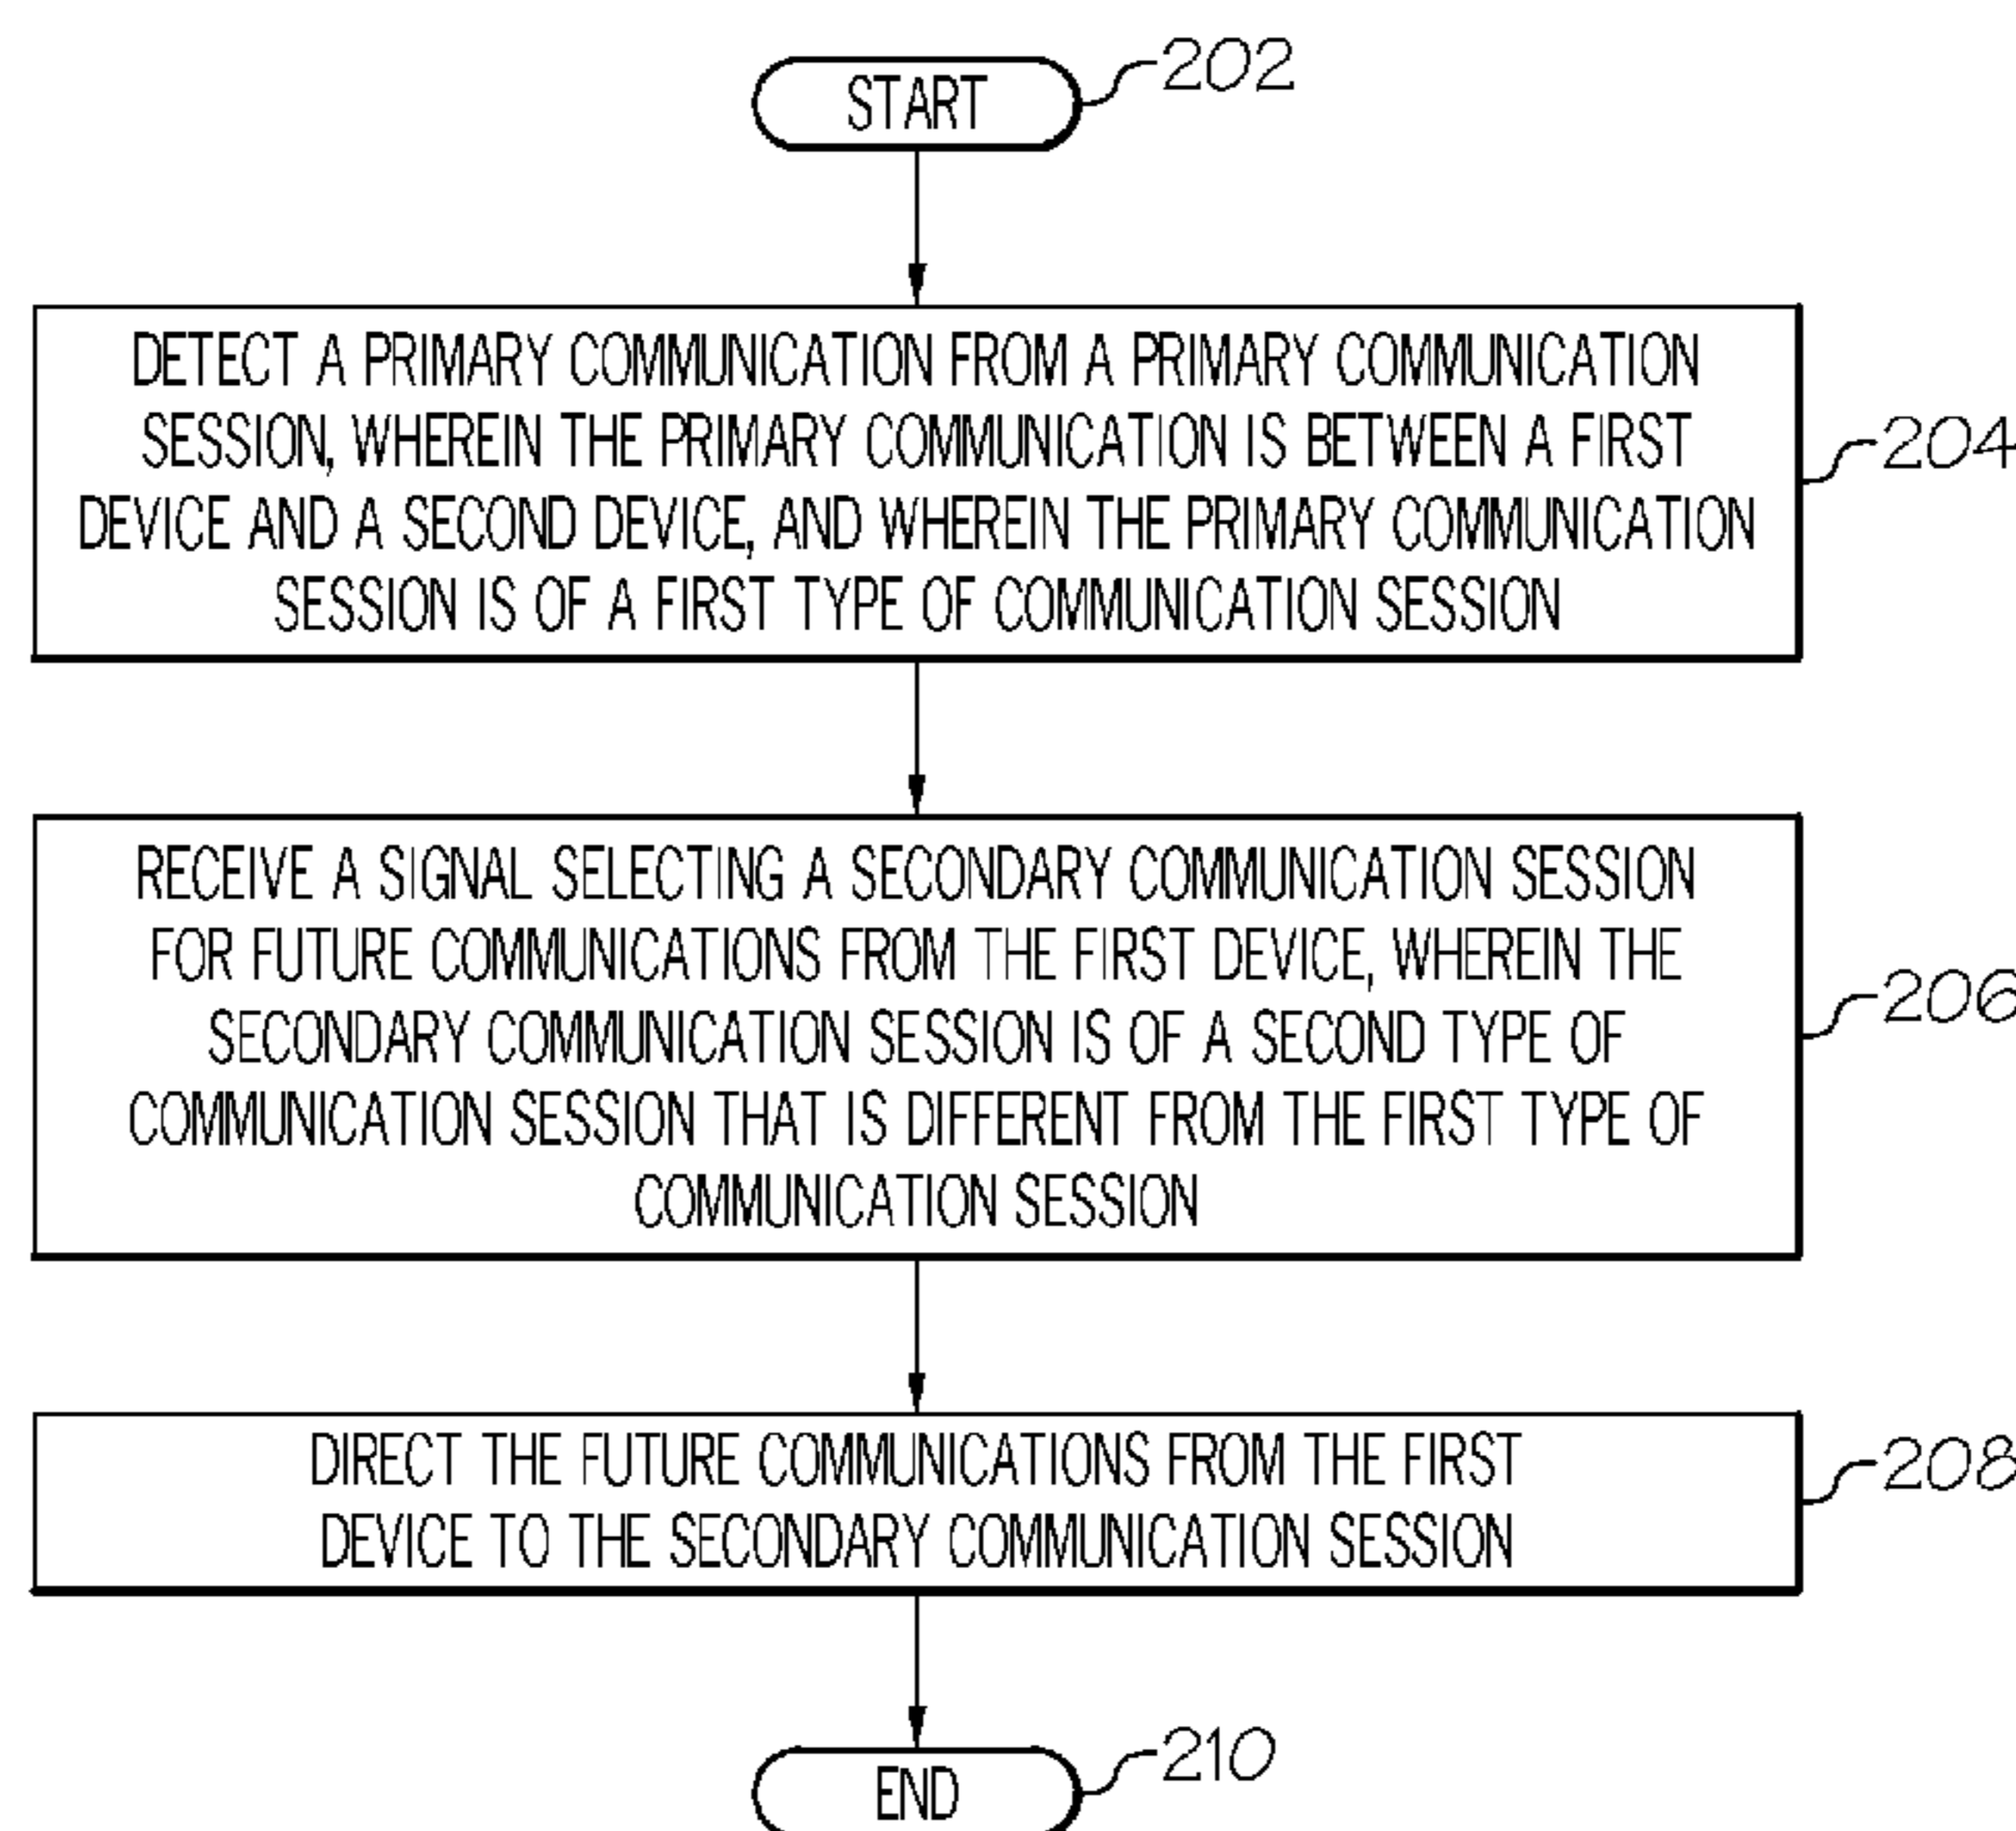 START
202
DETECT A PRIMARY COMMUNICATION FROM A PRIMARY COMMUNICATION
SESSION, WHEREIN THE PRIMARY COMMUNICATION IS BETWEEN A FIRST
DEVICE AND A SECOND DEVICE, AND WHEREIN THE PRIMARY COMMUNICATION
SESSION IS OF A FIRST TYPE OF COMMUNICATION SESSION
204
RECEIVE A SIGNAL SELECTING A SECONDARY COMMUNICATION SESSION
FOR FUTURE COMMUNICATIONS FROM THE FIRST DEVICE, WHEREIN THE
SECONDARY COMMUNICATION SESSION IS OF A SECOND TYPE OF
COMMUNICATION SESSION THAT IS DIFFERENT FROM THE FIRST TYPE OF
COMMUNICATION SESSION
206
DIRECT THE FUTURE COMMUNICATIONS FROM THE FIRST
DEVICE TO THE SECONDARY COMMUNICATION SESSION
208
END
210